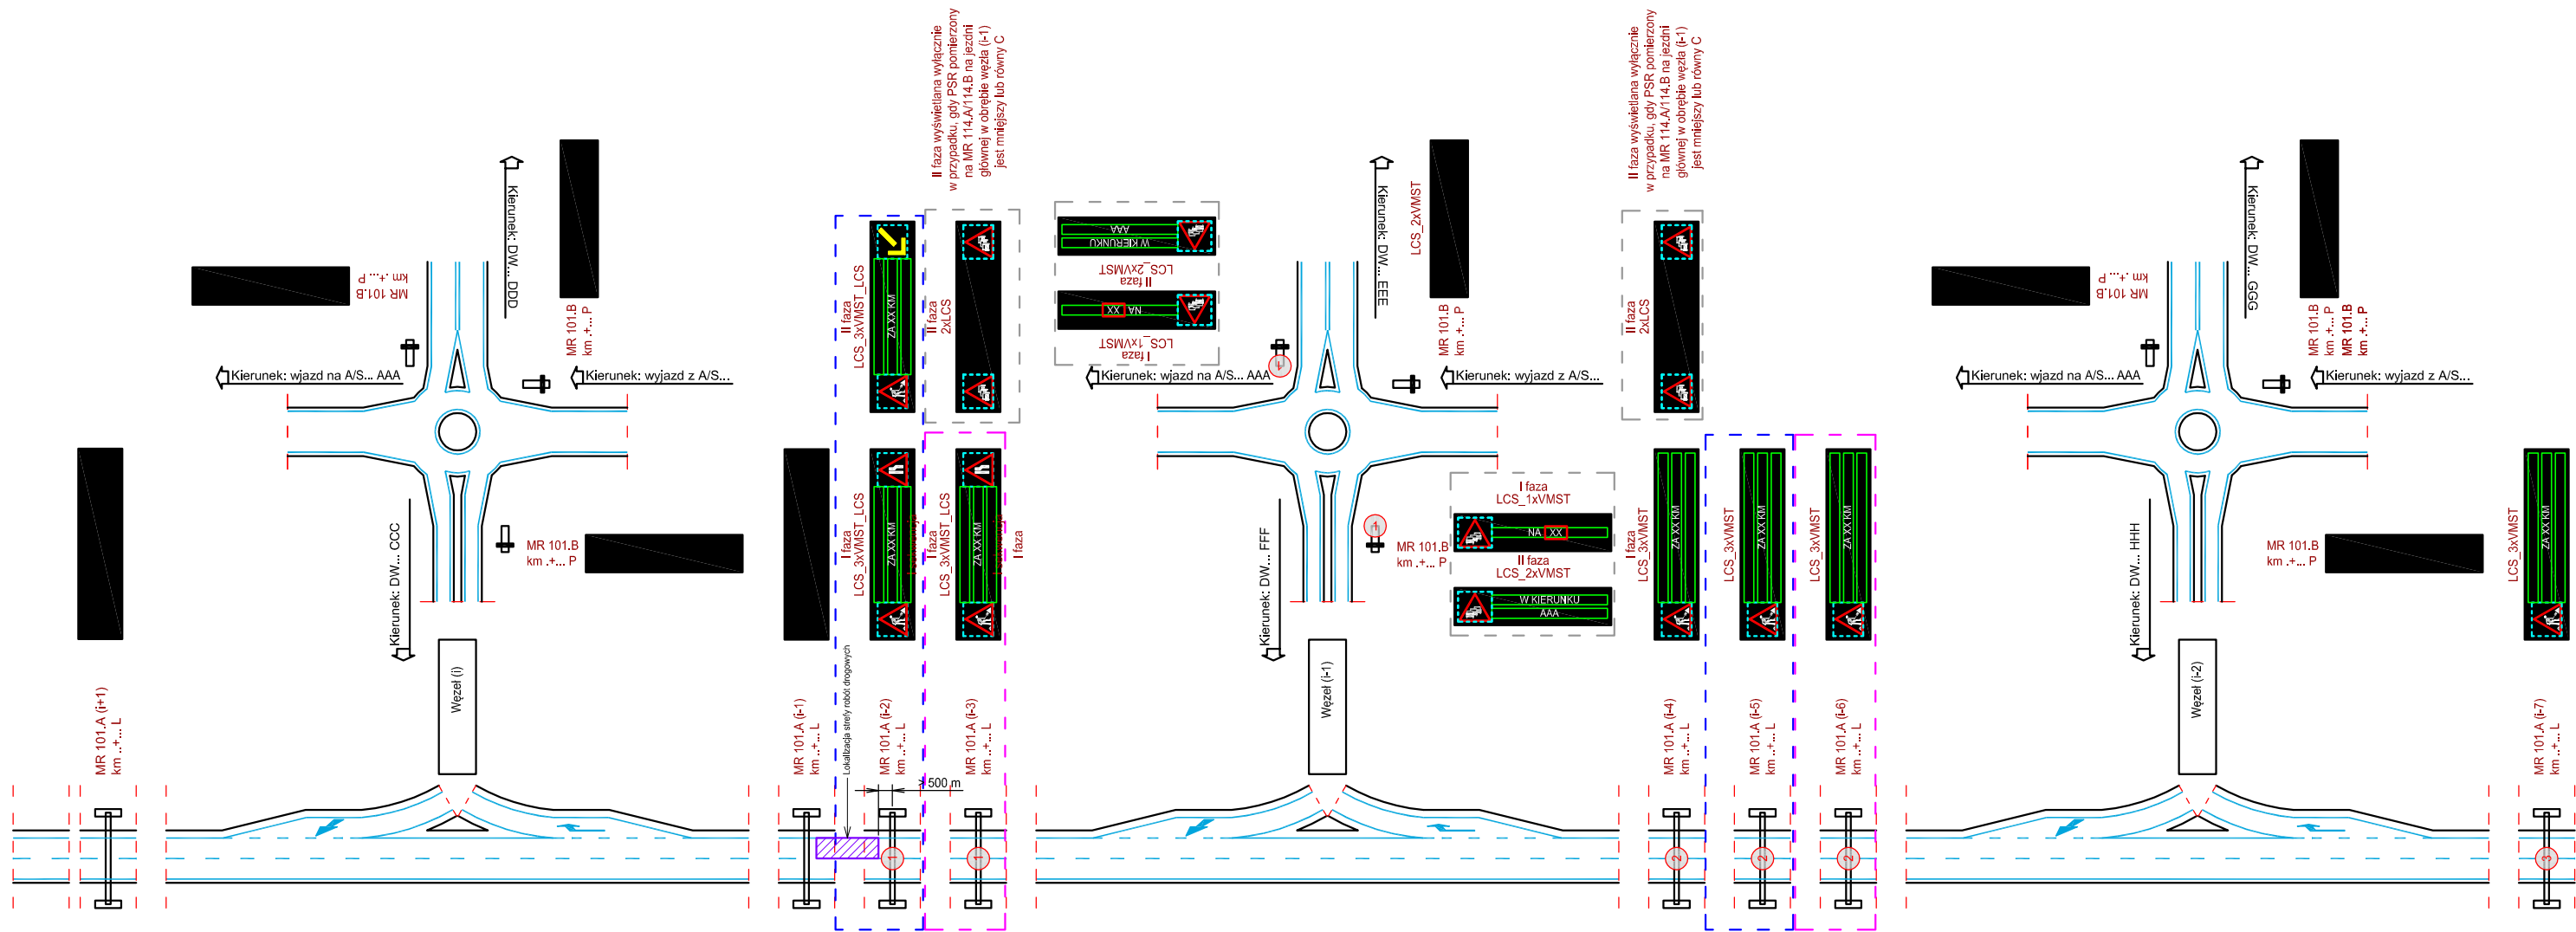 Kierunek: DW... DDD
MR 101.B
km .+... P
MR 101.B
km .+... P
Kierunek: wjazd na A/S... AAA
Kierunek: wyjazd z A/S...
Kierunek: DW... CCC
MR 101.B
km .+... P
Węzeł (i)
MR 101.A (i+1)
km ..+... L
MR 101.A (i-1)
km ..+... L
Lokalizacja strefy robót drogowych
> 500 m
II faza
LCS_3xVMST_LCS
ZA XX KM
I faza
LCS_3xVMST_LCS
ZA XX KM
MR 101.A (i-2)
km ..+... L
1
II faza wyświetlana wyłącznie
w przypadku, gdy PSR pomierzony
na MR 114.A/114.B na jezdni
głównej w obrębie węzła (i-1)
jest mniejszy lub równy C
II faza
2xLCS
I faza
LCS_3xVMST_LCS
ZA XX KM
I faza
MR 101.A (i-3)
km ..+... L
1
W KIERUNKU
AAA
II faza
LCS_2xVMST
NA XX
I faza
LCS_1xVMST
1
Kierunek: DW... EEE
LCS_2xVMST
MR 101.B
km .+... P
Kierunek: wjazd na A/S... AAA
Kierunek: wyjazd z A/S...
Kierunek: DW... FFF
1
MR 101.B
km .+... P
I faza
LCS_1xVMST
NA XX
II faza
LCS_2xVMST
W KIERUNKU
AAA
Węzeł (i-1)
II faza wyświetlana wyłącznie
w przypadku, gdy PSR pomierzony
na MR 114.A/114.B na jezdni
głównej w obrębie węzła (i-1)
jest mniejszy lub równy C
II faza
2xLCS
I faza
LCS_3xVMST
ZA XX KM
MR 101.A (i-4)
km ..+... L
2
LCS_3xVMST
ZA XX KM
MR 101.A (i-5)
km ..+... L
2
LCS_3xVMST
ZA XX KM
MR 101.A (i-6)
km ..+... L
2
MR 101.B
km .+... P
Kierunek: DW... GGG
MR 101.B
km .+... P
MR 101.B
km .+... P
Kierunek: wjazd na A/S... AAA
Kierunek: wyjazd z A/S...
Kierunek: DW... HHH
MR 101.B
km .+... P
Węzeł (i-2)
LCS_3xVMST
ZA XX KM
MR 101.A (i-7)
km ..+... L
3